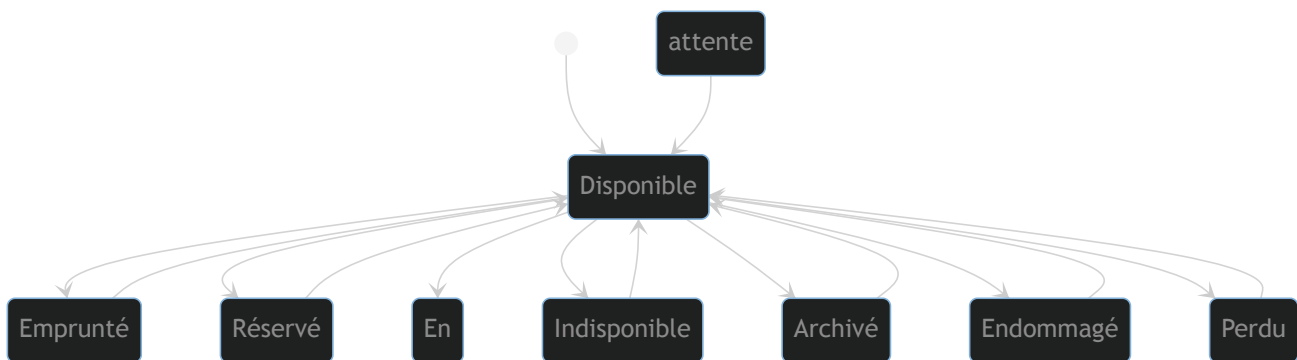 attente
Disponible
Emprunté
Réservé
En
Indisponible
Archivé
Endommagé
Perdu